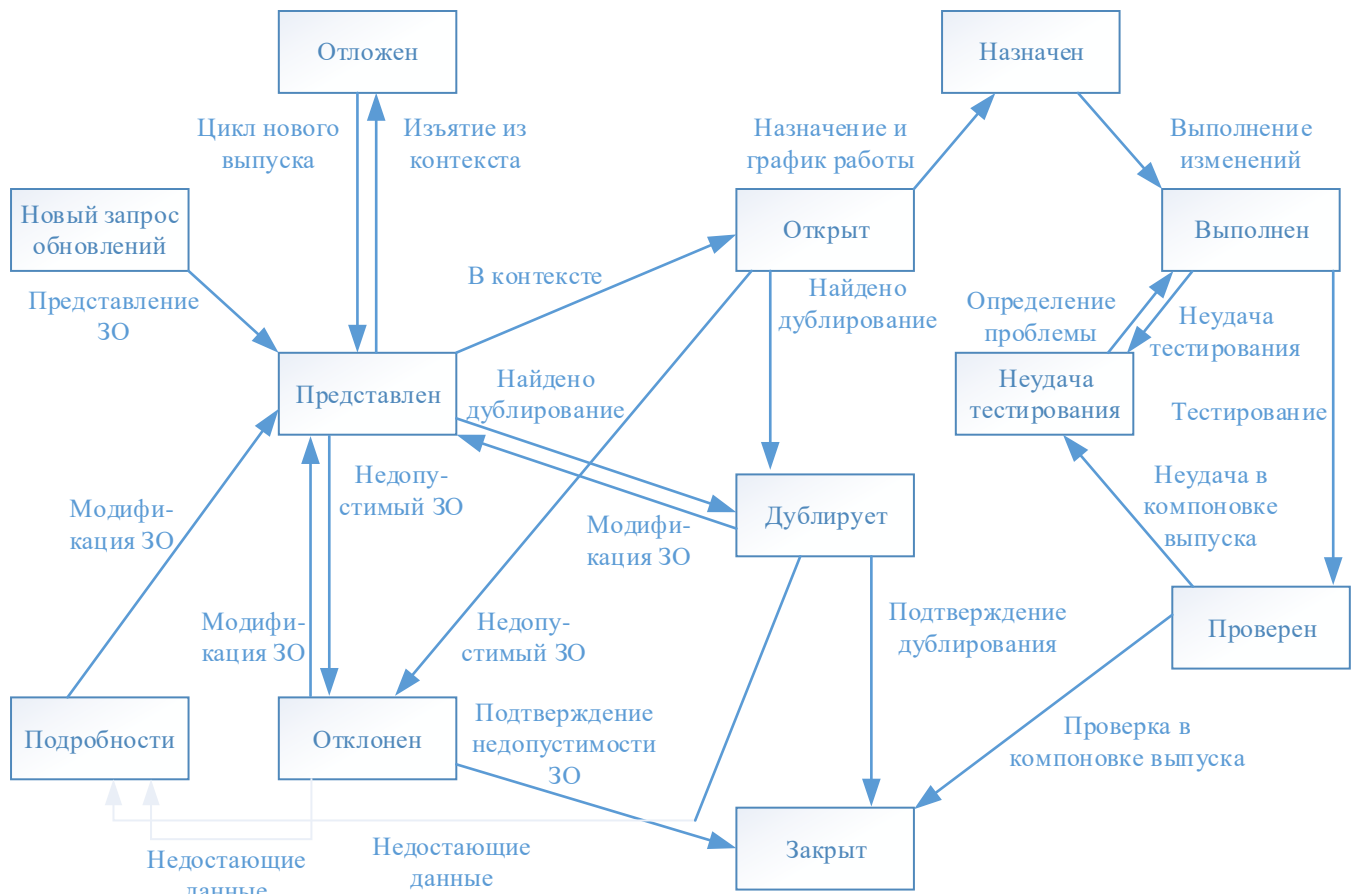 Отложен
Назначен
Цикл нового
выпуска
Изъятие из
контекста
Назначение и
график работы
Выполнение
изменений
Новый запрос
обновлений
Открыт
Выполнен
В контексте
Представление
ЗО
Найдено
дублирование
Определение
проблемы
Неудача
тестирования
Представлен
Найдено
дублирование
Неудача
тестирования
Тестирование
Недопу-
стимый ЗО
Неудача в
компоновке
выпуска
Модифи-
кация ЗО
Дублирует
Модифи-
кация ЗО
Модифи-
кация ЗО
Недопу-
стимый ЗО
Подтверждение
дублирования
Проверен
Подробности
Отклонен
Подтверждение
недопустимости
ЗО
Проверка в
компоновке выпуска
Недостающие
данные
Недостающие
данные
Закрыт